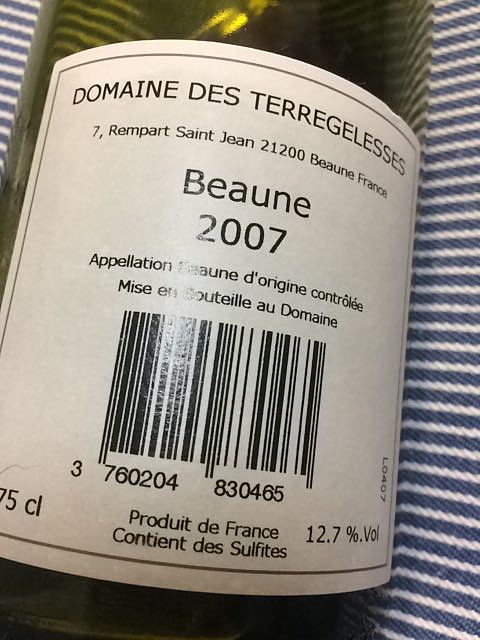 DOMAINE DES TERREGELESSES
7, Rempart Saint Jean 21200 Beaune France
Beaune
2007
Appellation Beaune d'origine contrôlée
Mise en Bouteille au Domaine
3 760204 830465
L0407
75 cl
Produit de France
Contient des Sulfites
12.7 %.Vol